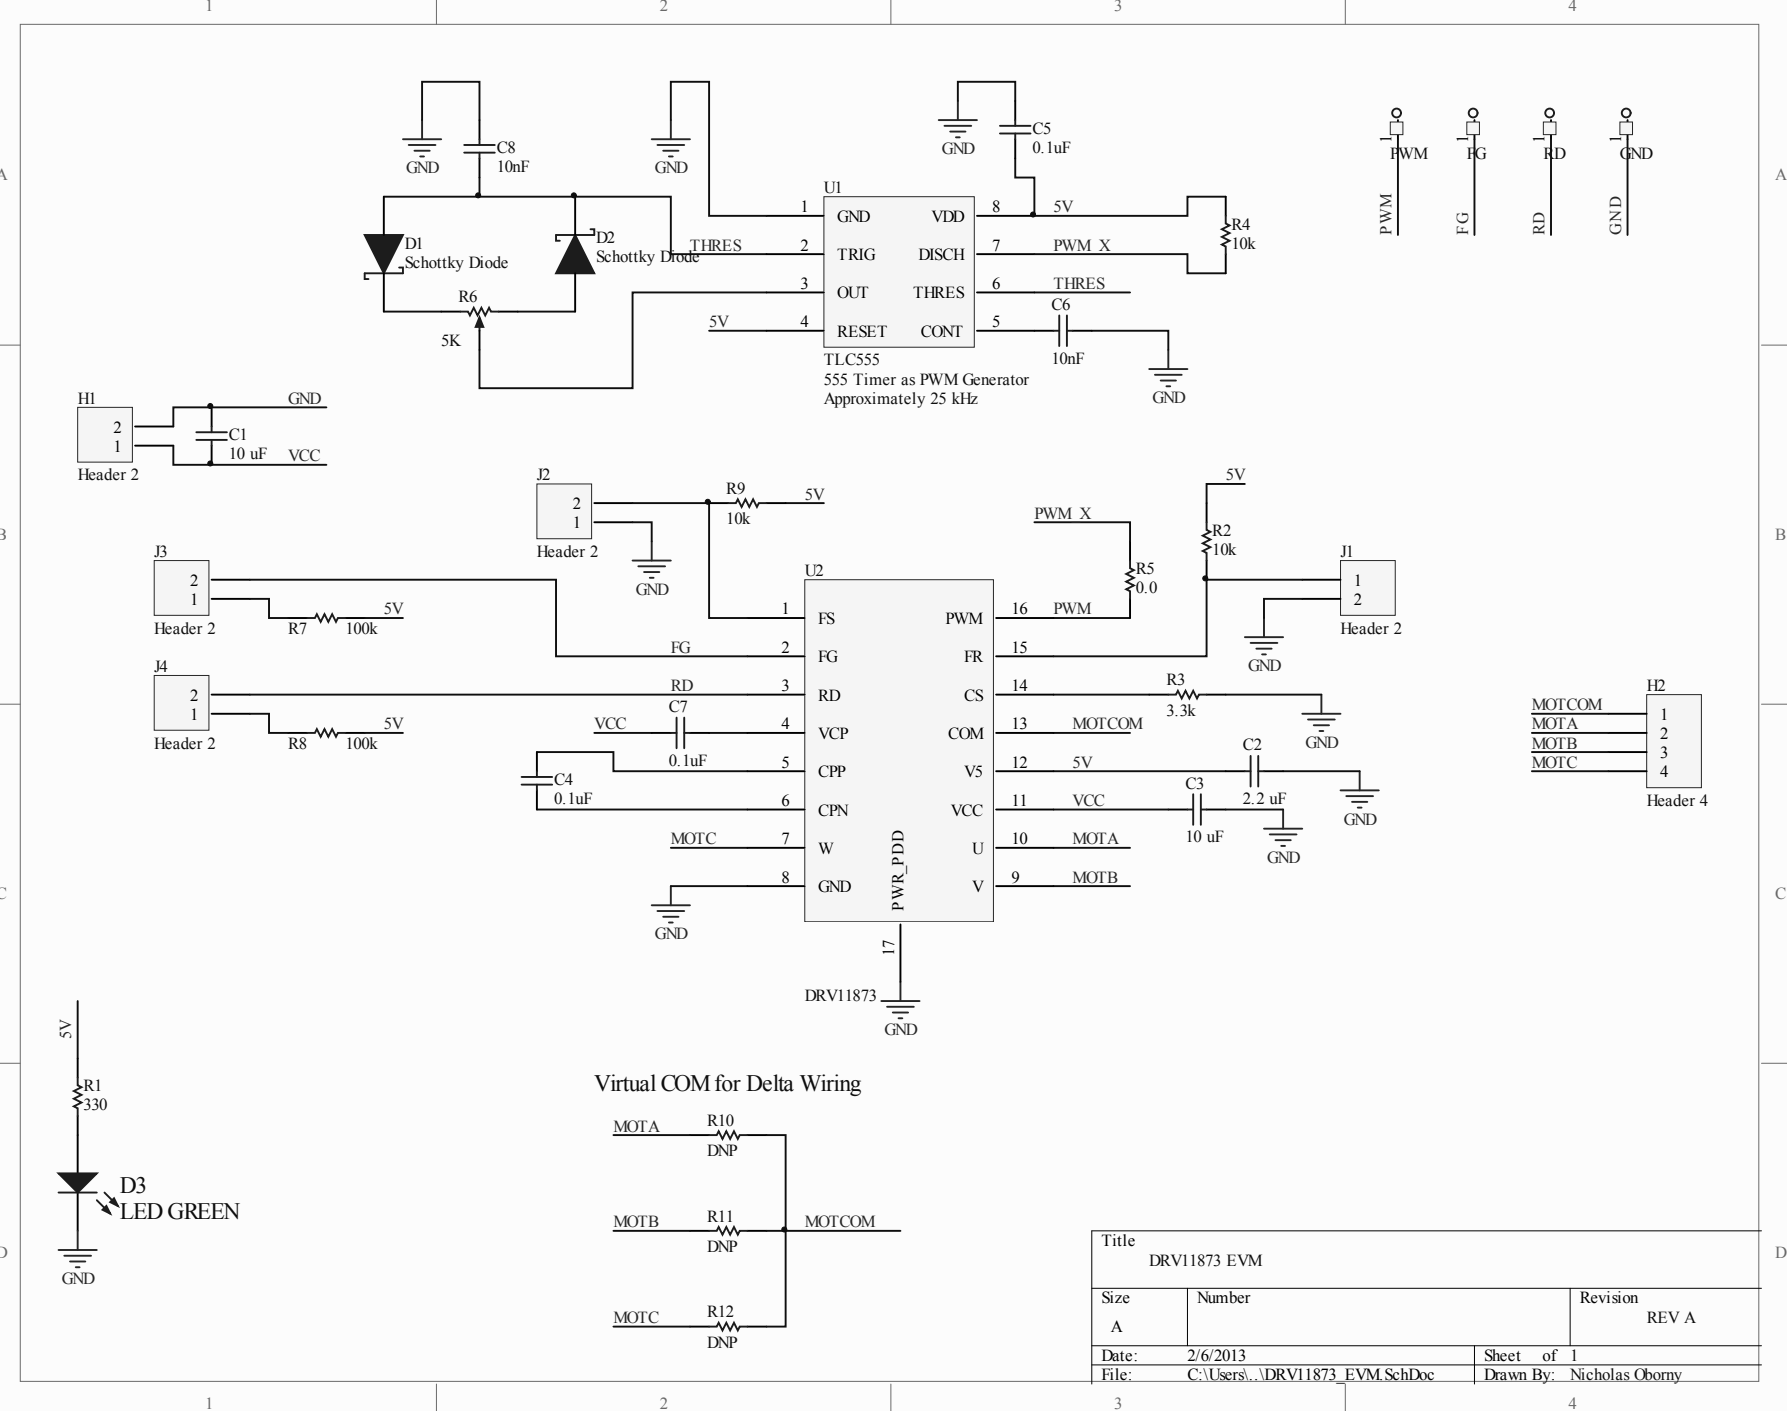 1 2 3 4
A A
B B
C C
D D
C8
10nF
GND
GND
C5
0.1uF
GND
PWM FG RD GND
1 1 1 1
PWM FG RD GND
D1
Schottky Diode
D2
Schottky Diode
R6
5K
U1
1 GND VDD 8 5V
THRES 2 TRIG DISCH 7 PWM_X
3 OUT THRES 6 THRES
5V 4 RESET CONT 5
R4
10k
C6
10nF
GND
TLC555
555 Timer as PWM Generator
Approximately 25 kHz
H1
2
1
Header 2
GND
C1
10 uF
VCC
J2
2
1
Header 2
R9
10k
5V
GND
J3
2
1
Header 2
R7
100k
5V
J4
2
1
Header 2
R8
100k
5V
PWM_X
R5
0.0
5V
R2
10k
J1
1
2
Header 2
GND
U2
1 FS PWM 16 PWM
FG 2 FG FR 15
RD 3 RD CS 14
VCC 4 VCP COM 13 MOTCOM
5 CPP V5 12 5V
6 CPN VCC 11 VCC
MOTC 7 W U 10 MOTA
8 GND V 9 MOTB
PWR_PDD
17
DRV11873
GND
C7
0.1uF
C4
0.1uF
GND
R3
3.3k
GND
C2
2.2 uF
GND
C3
10 uF
GND
H2
MOTCOM 1
MOTA 2
MOTB 3
MOTC 4
Header 4
5V
R1
330
D3
LED GREEN
GND
Virtual COM for Delta Wiring
MOTA
R10
DNP
MOTB
R11
DNP
MOTCOM
MOTC
R12
DNP
Title
DRV11873 EVM
Size Number Revision
A REV A
Date: 2/6/2013 Sheet of 1
File: C:\Users\..\DRV11873_EVM.SchDoc Drawn By: Nicholas Oborny
1 2 3 4